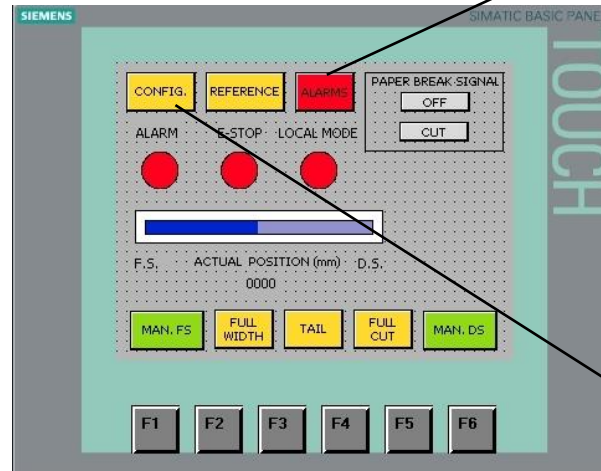 SIEMENS
SIMATIC BASIC PANE
TOUCH
CONFIG.
REFERENCE
ALARMS
PAPER BREAK SIGNAL
OFF
CUT
ALARM
E-STOP
LOCAL MODE
F.S.
ACTUAL POSITION (mm)
D.S.
0000
MAN. FS
FULL
WIDTH
TAIL
FULL
CUT
MAN. DS
F1
F2
F3
F4
F5
F6